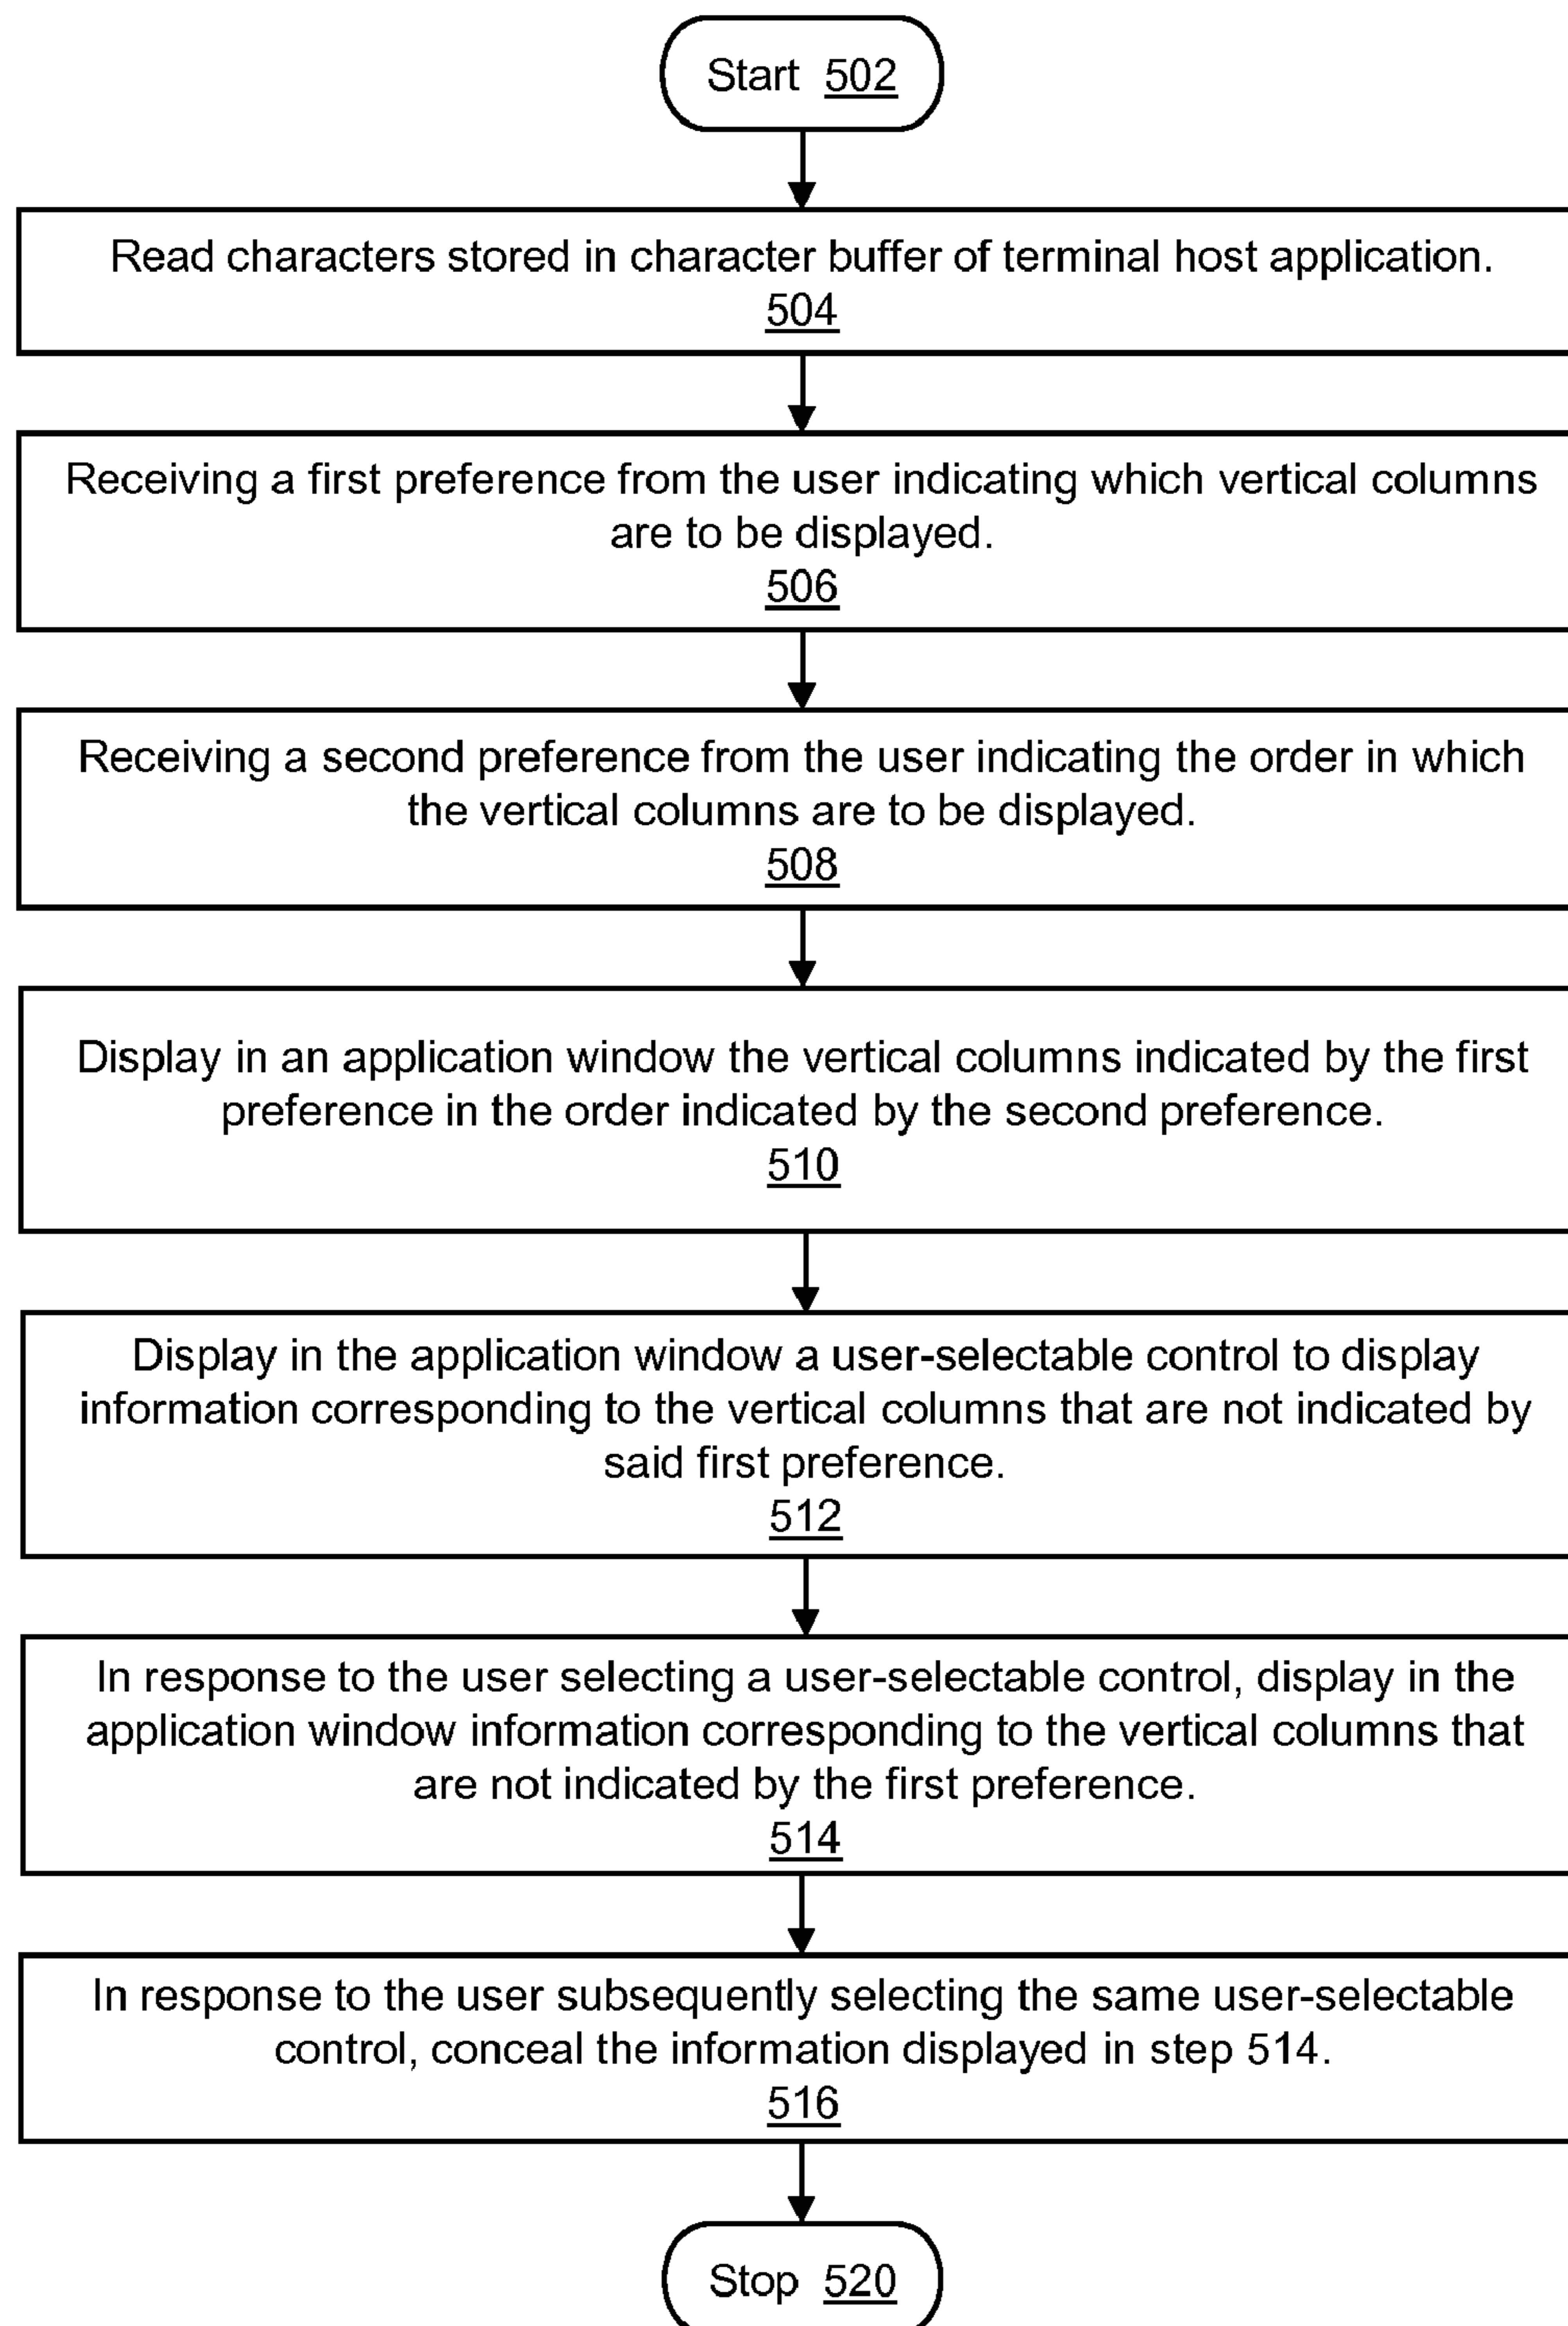 Start 502
Read characters stored in character buffer of terminal host application.
504
Receiving a first preference from the user indicating which vertical columns
are to be displayed.
506
Receiving a second preference from the user indicating the order in which
the vertical columns are to be displayed.
508
Display in an application window the vertical columns indicated by the first
preference in the order indicated by the second preference.
510
Display in the application window a user-selectable control to display
information corresponding to the vertical columns that are not indicated by
said first preference.
512
In response to the user selecting a user-selectable control, display in the
application window information corresponding to the vertical columns that
are not indicated by the first preference.
514
In response to the user subsequently selecting the same user-selectable
control, conceal the information displayed in step 514.
516
Stop 520